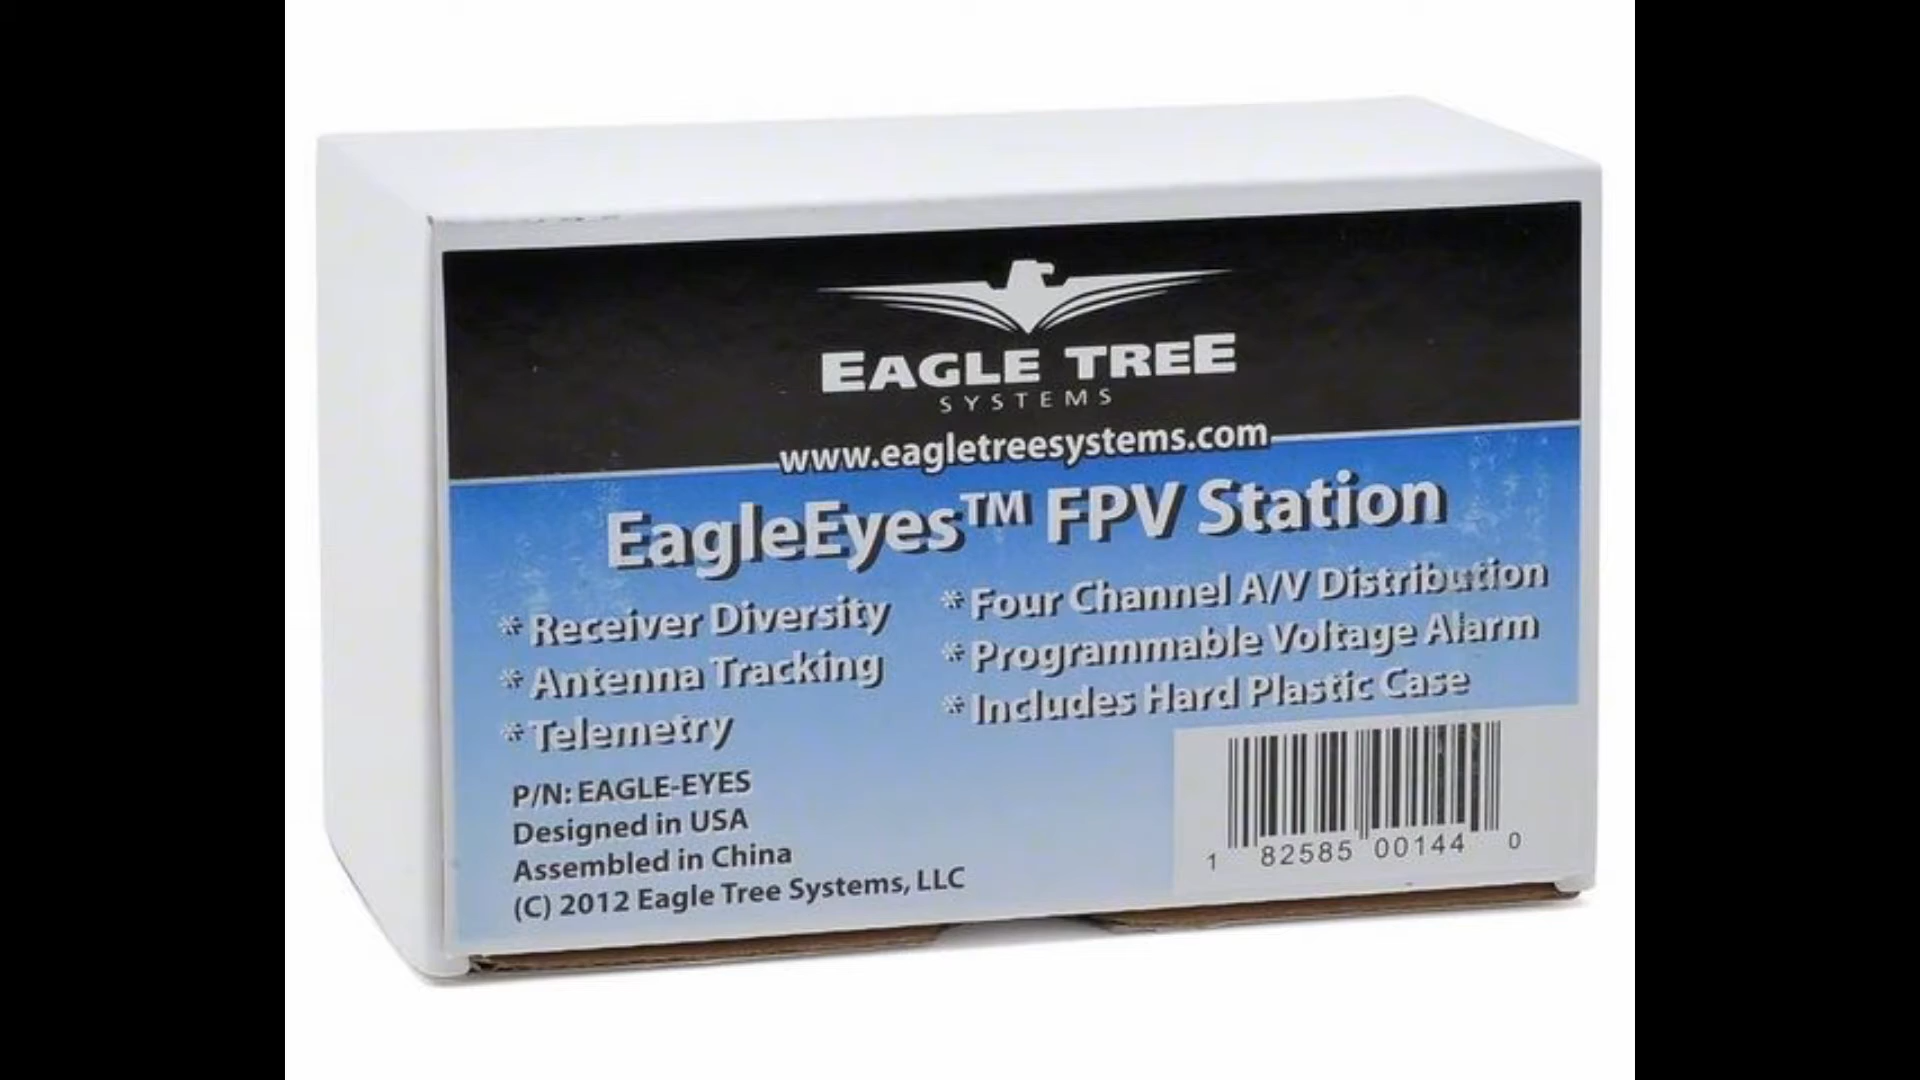 EAGLE TREE
SYSTEMS
www.eagletreesystems.com
EagleEyes™ FPV Station
* Receiver Diversity
* Antenna Tracking
* Telemetry
* Four Channel A/V Distribution
* Programmable Voltage Alarm
* Includes Hard Plastic Case
P/N: EAGLE-EYES
Designed in USA
Assembled in China
(C) 2012 Eagle Tree Systems, LLC
1 82585 00144 0